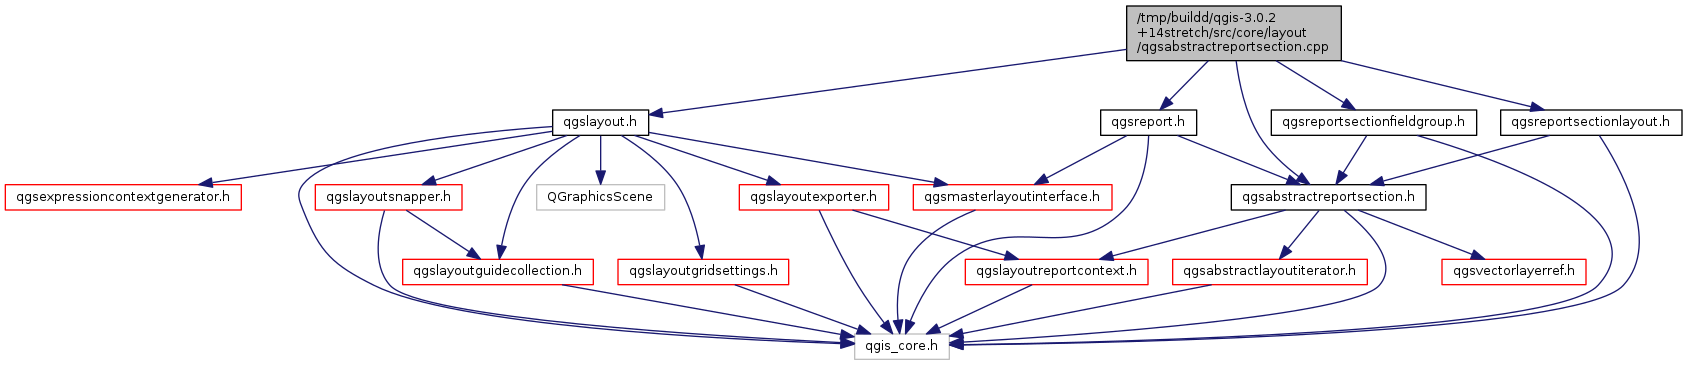 /tmp/buildd/qgis-3.0.2
+14stretch/src/core/layout
/qgsabstractreportsection.cpp
qgslayout.h
qgsreport.h
qgsreportsectionfieldgroup.h
qgsreportsectionlayout.h
qgsexpressioncontextgenerator.h
qgslayoutsnapper.h
QGraphicsScene
qgslayoutexporter.h
qgsmasterlayoutinterface.h
qgsabstractreportsection.h
qgslayoutguidecollection.h
qgslayoutgridsettings.h
qgslayoutreportcontext.h
qgsabstractlayoutiterator.h
qgsvectorlayerref.h
qgis_core.h